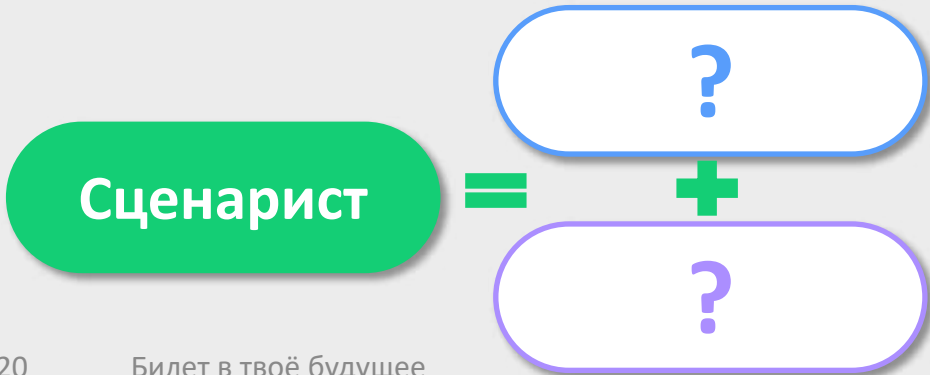 ?
Сценарист = +
?
20 Билет в твоё будущее